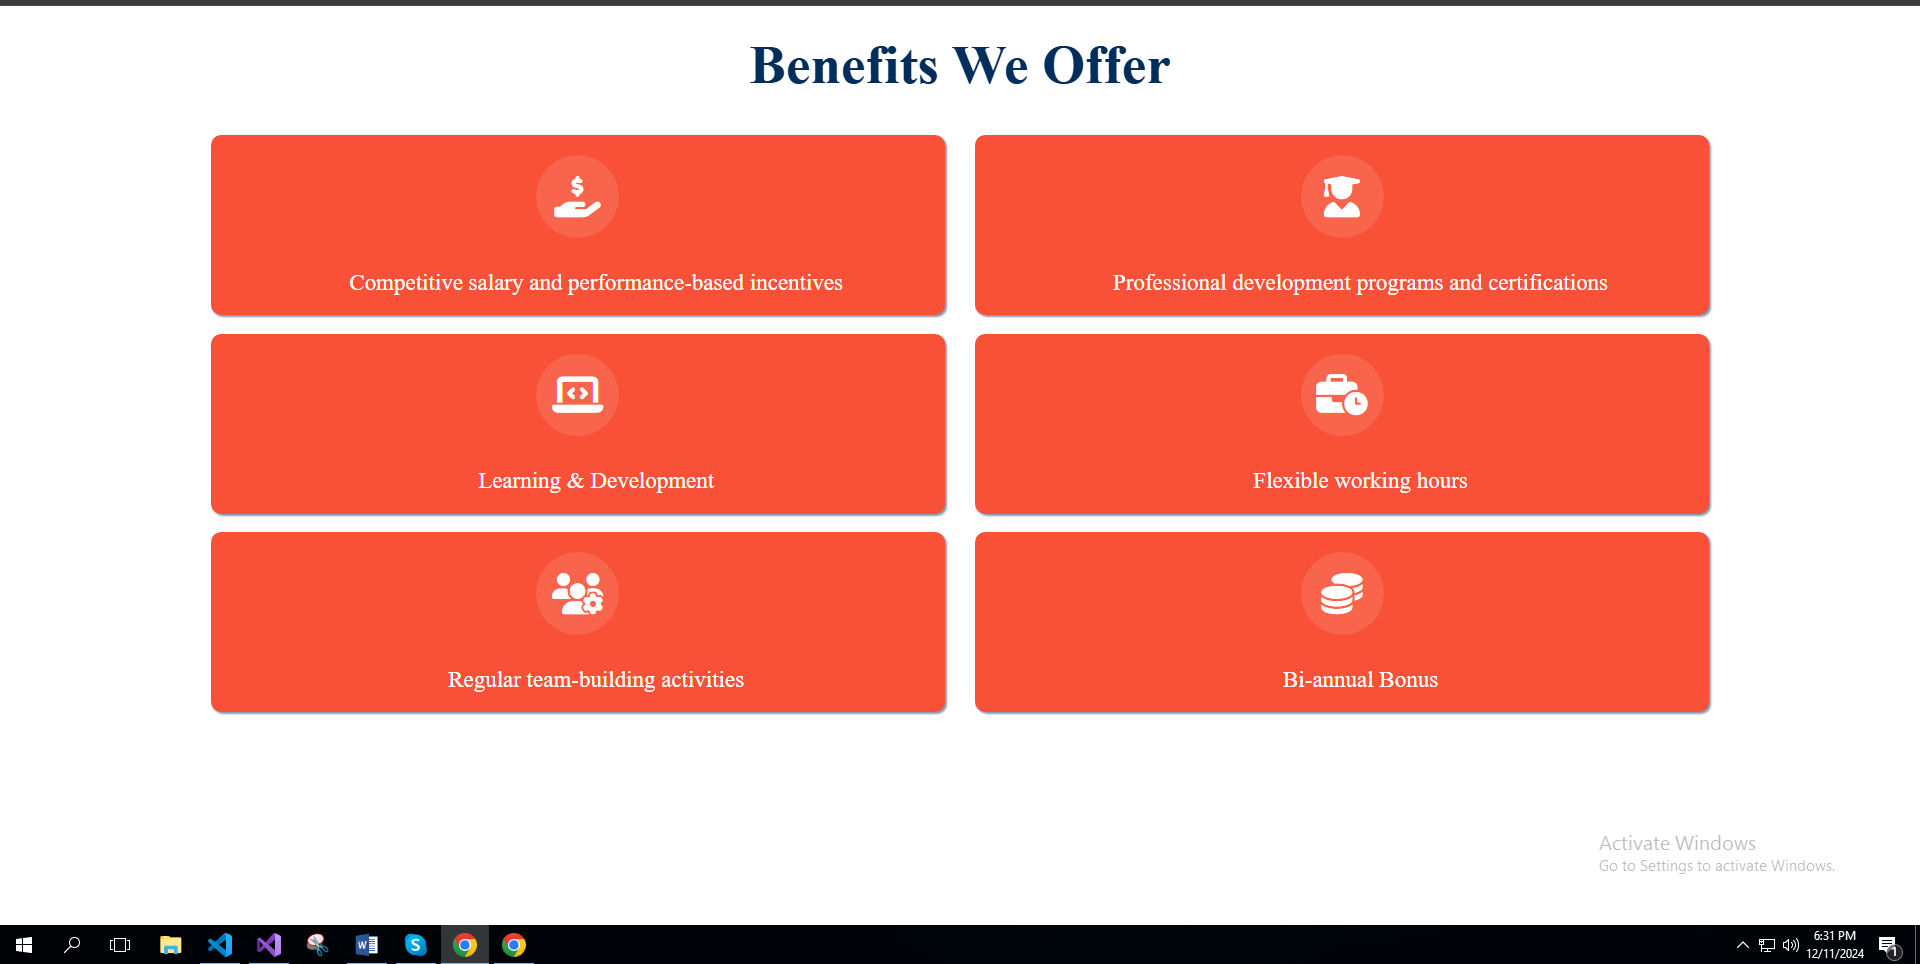 Benefits We Offer
Competitive salary and performance-based incentives
Professional development programs and certifications
Learning & Development
Flexible working hours
Regular team-building activities
Bi-annual Bonus
Activate Windows
Go to Settings to activate Windows.
6:31 PM
12/11/2024
1